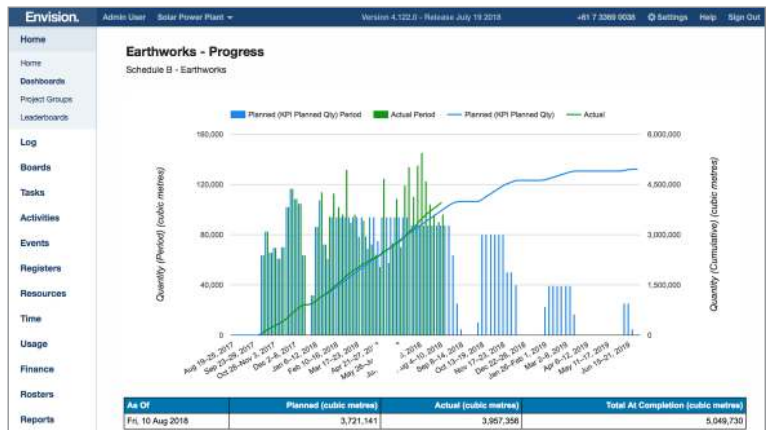 Envision.
Admin User
Solar Power Plant
Version 4.122.0 - Release July 19 2018
+61 7 3369 0038
Settings
Help
Sign Out
Home
Home
Dashboards
Project Groups
Leaderboards
Log
Boards
Tasks
Activities
Events
Registers
Resources
Time
Usage
Finance
Rosters
Reports
Earthworks - Progress
Schedule B - Earthworks
Planned (KPI Planned Qty) Period
Actual Period
Planned (KPI Planned Qty)
Actual
Quantity (Period) (cubic metres)
160,000
120,000
80,000
40,000
0
6,000,000
4,500,000
3,000,000
1,500,000
0
Quantity (Cumulative) (cubic metres)
Aug 19-25, 2017
Sep 23-29, 2017
Oct 28-Nov 3, 2017
Dec 2-8, 2017
Jan 6-12, 2018
Feb 10-16, 2018
Mar 17-23, 2018
Apr 21-27, 20
Sep 8-14, 2018
Oct 13-19, 2018
Nov 17-23, 2018
Dec 22-28, 2018
Jan 26-Feb 1, 2019
Mar 2-8, 2019
Apr 6-12, 2019
May 11-17, 2019
Jun 15-21, 2019
As Of
Planned (cubic metres)
Actual (cubic metres)
Total At Completion (cubic metres)
Fri, 10 Aug 2018
3,721,141
3,957,356
5,049,730